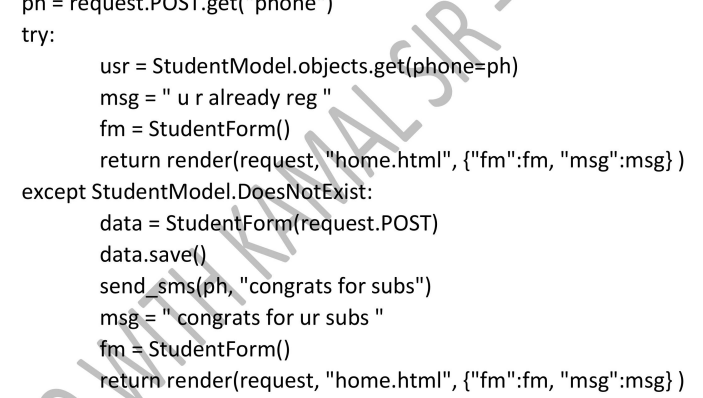 ph = request.POST.get("phone")
try:
usr = StudentModel.objects.get(phone=ph)
msg = " u r already reg "
fm = StudentForm()
return render(request, "home.html", {"fm":fm, "msg":msg} )
except StudentModel.DoesNotExist:
data = StudentForm(request.POST)
data.save()
send_sms(ph, "congrats for subs")
msg = " congrats for ur subs "
fm = StudentForm()
return render(request, "home.html", {"fm":fm, "msg":msg} )
WITH KAMAL SIR -